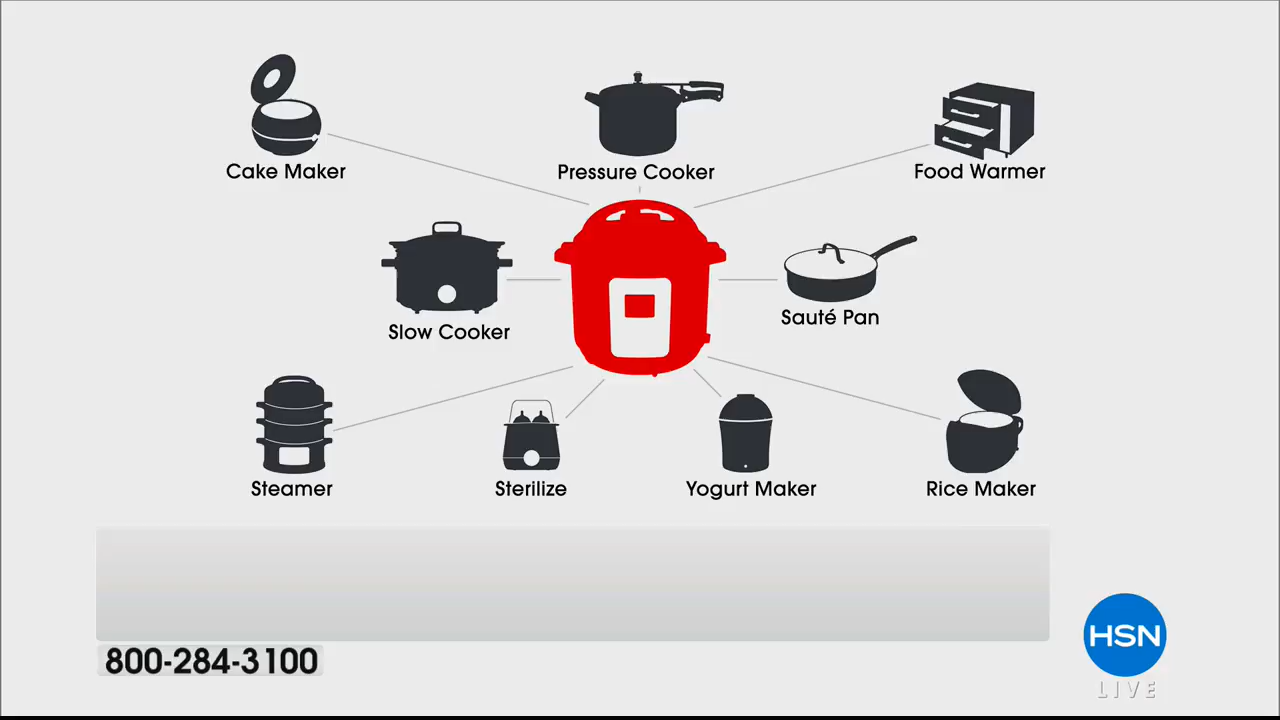 Cake Maker
Pressure Cooker
Food Warmer
Slow Cooker
Sauté Pan
Steamer
Sterilize
Yogurt Maker
Rice Maker
800-284-3100
HSN
LIVE